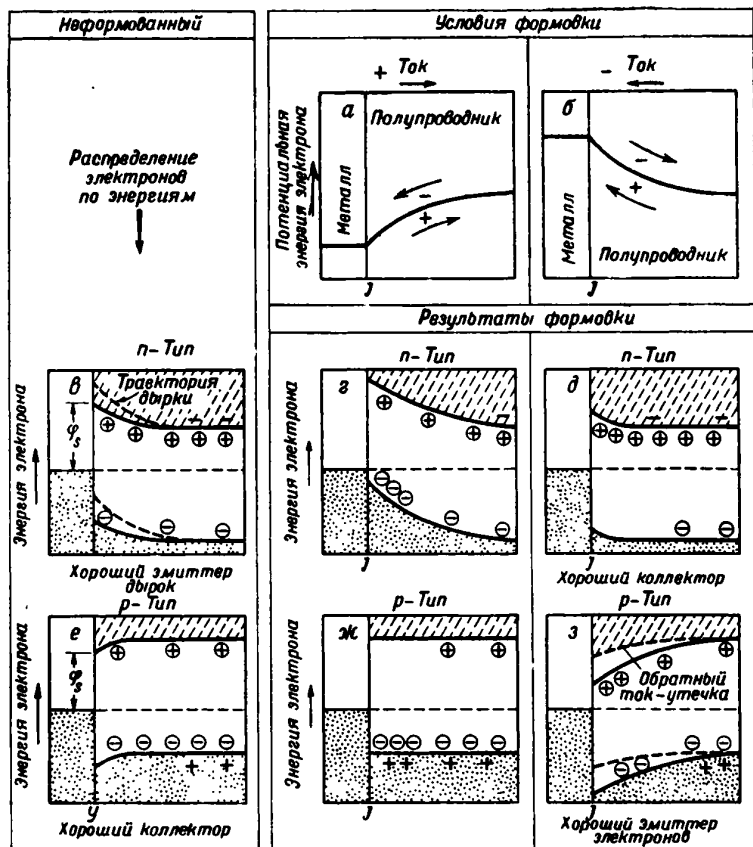 Неформованный
Условия формовки
Распределение
электронов
по энергиям
+ Ток
а
Полупроводник
Потенциальная
энергия электрона
Металл
-
+
J
- Ток
б
-
+
Металл
Полупроводник
J
Результаты формовки
n-Тип
в
Траектория
дырки
φs
Энергия электрона
Хороший эмиттер
дырок
n-Тип
г
Энергия электрона
J
n-Тип
д
J
Хороший коллектор
p-Тип
е
φs
Энергия электрона
+ +
y
Хороший коллектор
p-Тип
ж
Энергия электрона
+ + + +
J
p-Тип
з
Обратный
ток-утечка
+ +
J
Хороший эмиттер
электронов